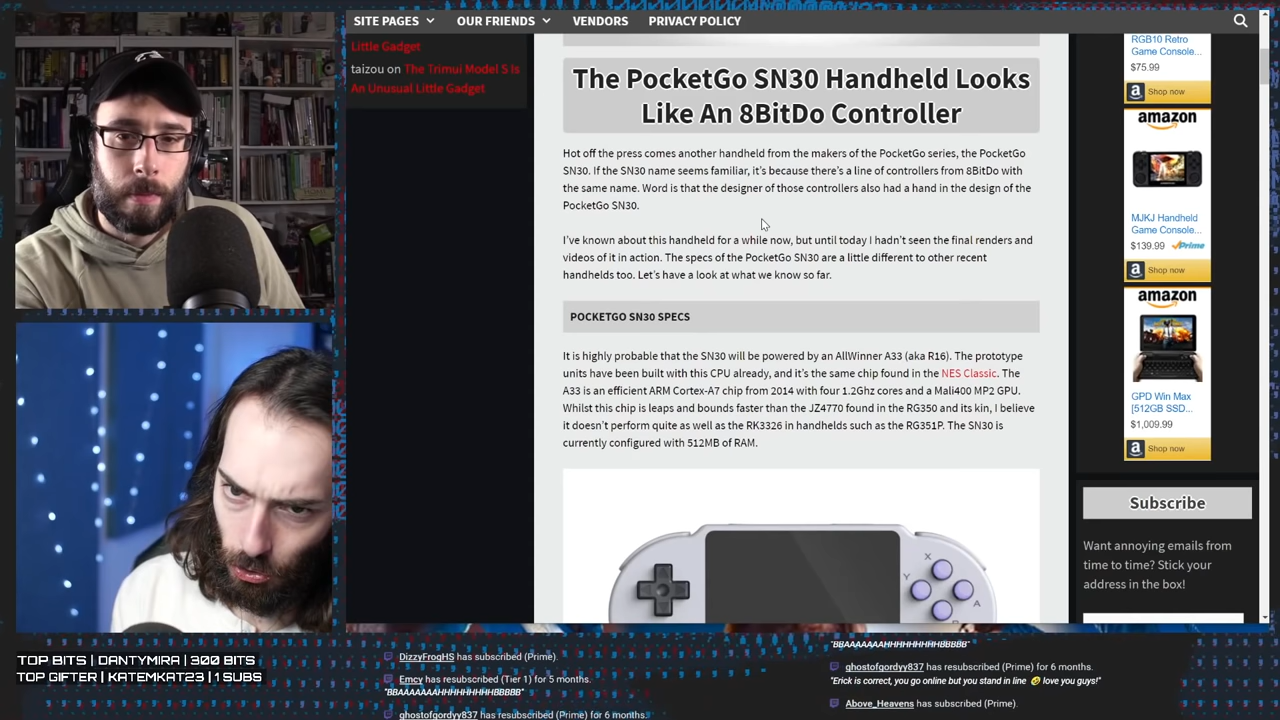 SITE PAGES
OUR FRIENDS
VENDORS
PRIVACY POLICY
Little Gadget
taizou on The Trimui Model S Is
An Unusual Little Gadget
The PocketGo SN30 Handheld Looks
Like An 8BitDo Controller
Hot off the press comes another handheld from the makers of the PocketGo series, the PocketGo
SN30. If the SN30 name seems familiar, it's because there's a line of controllers from 8BitDo with
the same name. Word is that the designer of those controllers also had a hand in the design of the
PocketGo SN30.
I've known about this handheld for a while now, but until today I hadn't seen the final renders and
videos of it in action. The specs of the PocketGo SN30 are a little different to other recent
handhelds too. Let's have a look at what we know so far.
POCKETGO SN30 SPECS
It is highly probable that the SN30 will be powered by an AllWinner A33 (aka R16). The prototype
units have been built with this CPU already, and it's the same chip found in the NES Classic. The
A33 is an efficient ARM Cortex-A7 chip from 2014 with four 1.2Ghz cores and a Mali400 MP2 GPU.
Whilst this chip is leaps and bounds faster than the JZ4770 found in the RG350 and its kin, I believe
it doesn't perform quite as well as the RK3326 in handhelds such as the RG351P. The SN30 is
currently configured with 512MB of RAM.
X
Y
A
RGB10 Retro
Game Console...
$75.99
a Shop now
amazon
MJKJ Handheld
Game Console...
$139.99 Prime
a Shop now
amazon
GPD Win Max
[512GB SSD...
$1,009.99
a Shop now
Subscribe
Want annoying emails from
time to time? Stick your
address in the box!
TOP BITS | DANTYMIRA | 300 BITS
TOP GIFTER | KATEMKAT23 | 1 SUBS
DizzyFrogHS has subscribed (Prime).
Emcy has resubscribed (Tier 1) for 5 months.
"BBAAAAAAAHHHHHHHHHBBBBB"
ghostofgordyy837 has resubscribed (Prime) for 6 months.
"BBAAAAAAAHHHHHHHHHBBBBB"
ghostofgordyy837 has resubscribed (Prime) for 6 months.
"Erick is correct, you go online but you stand in line 🤣 love you guys!"
Above_Heavens has subscribed (Prime).